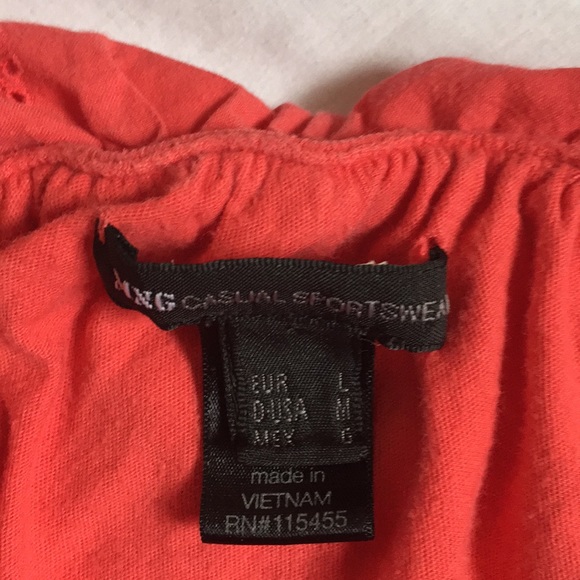 MNG CASUAL SPORTSWEAR
EUR L
D·USA M
MEX G
made in
VIETNAM
RN#115455